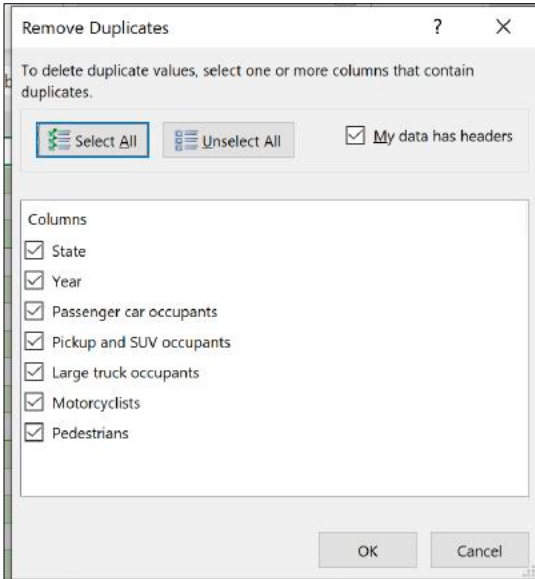 Remove Duplicates
?
To delete duplicate values, select one or more columns that contain
duplicates.
Select All
Unselect All
My data has headers
Columns
State
Year
Passenger car occupants
Pickup and SUV occupants
Large truck occupants
Motorcyclists
Pedestrians
OK
Cancel